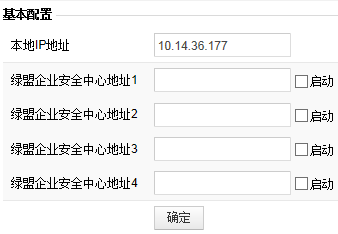 基本配置
本地IP地址 10.14.36.177
绿盟企业安全中心地址1 启动
绿盟企业安全中心地址2 启动
绿盟企业安全中心地址3 启动
绿盟企业安全中心地址4 启动
确定